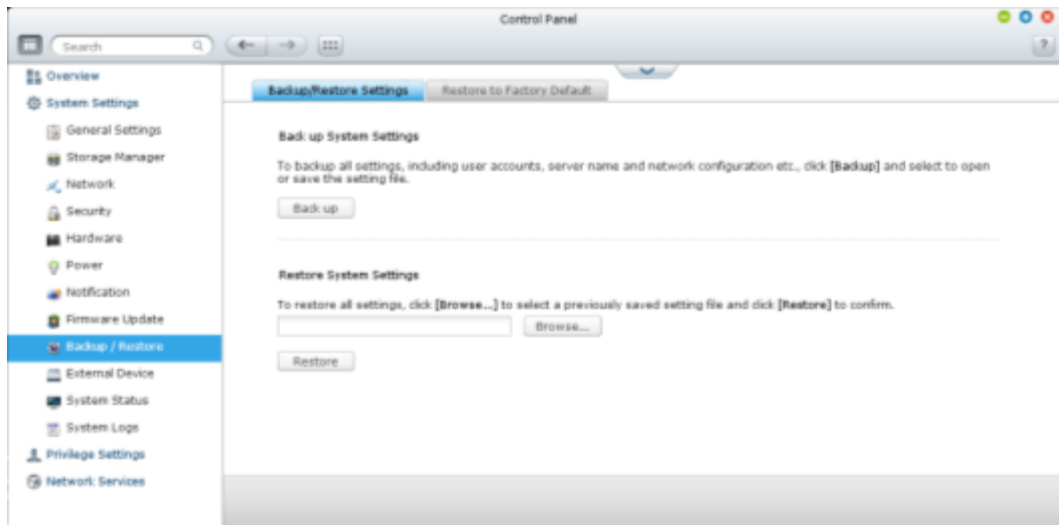 Control Panel
Search
?
Overview
System Settings
General Settings
Storage Manager
Network
Security
Hardware
Power
Notification
Firmware Update
Backup / Restore
External Device
System Status
System Logs
Privilege Settings
Network Services
Backup/Restore Settings
Restore to Factory Default
Back up System Settings
To backup all settings, including user accounts, server name and network configuration etc., click [Backup] and select to open
or save the setting file.
Back up
Restore System Settings
To restore all settings, click [Browse...] to select a previously saved setting file and click [Restore] to confirm.
Browse...
Restore